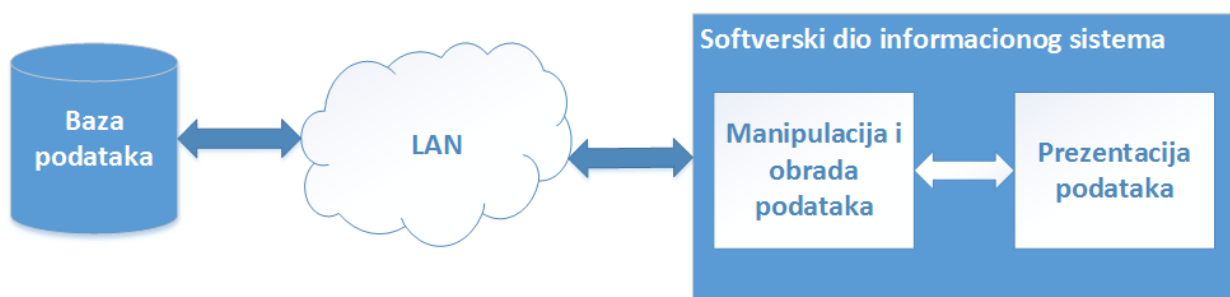 Baza
podataka
LAN
Softverski dio informacionog sistema
Manipulacija i
obrada
podataka
Prezentacija
podataka